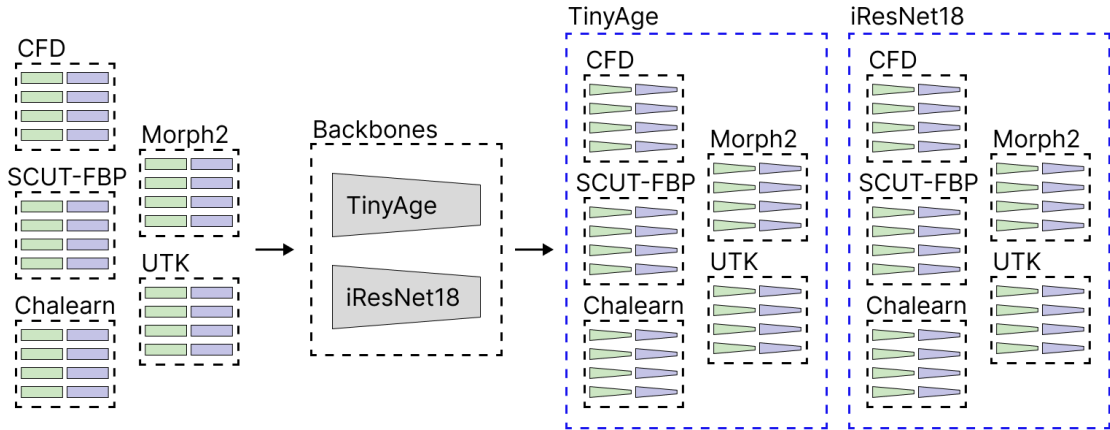 CFD
Morph2
SCUT-FBP
UTK
Chalearn
Backbones
TinyAge
iResNet18
TinyAge
CFD
Morph2
SCUT-FBP
UTK
Chalearn
iResNet18
CFD
Morph2
SCUT-FBP
UTK
Chalearn